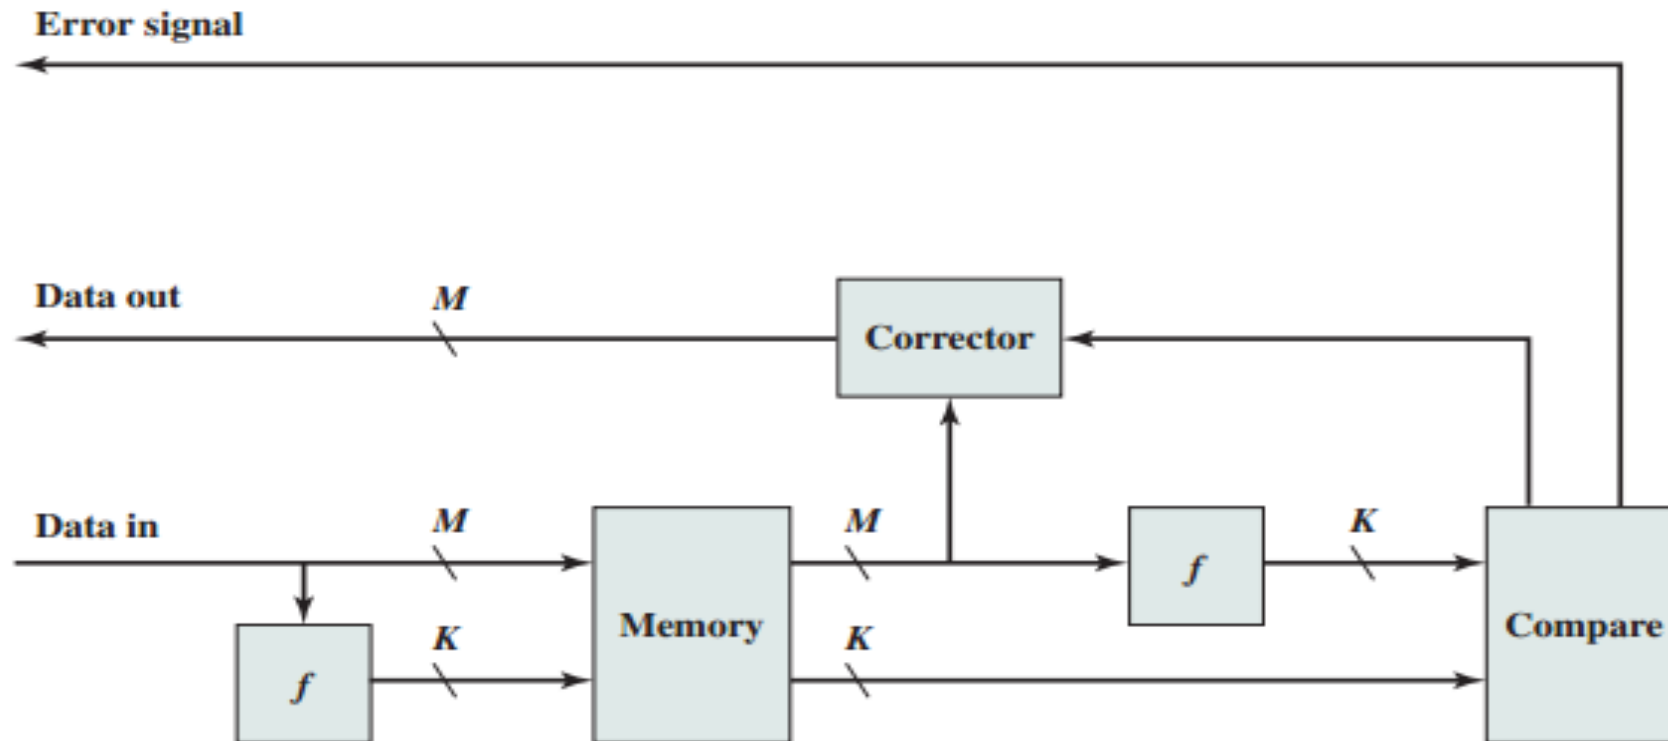 Error signal
Data out
M
Corrector
Data in
M
M
K
f
Memory
Compare
K
K
f